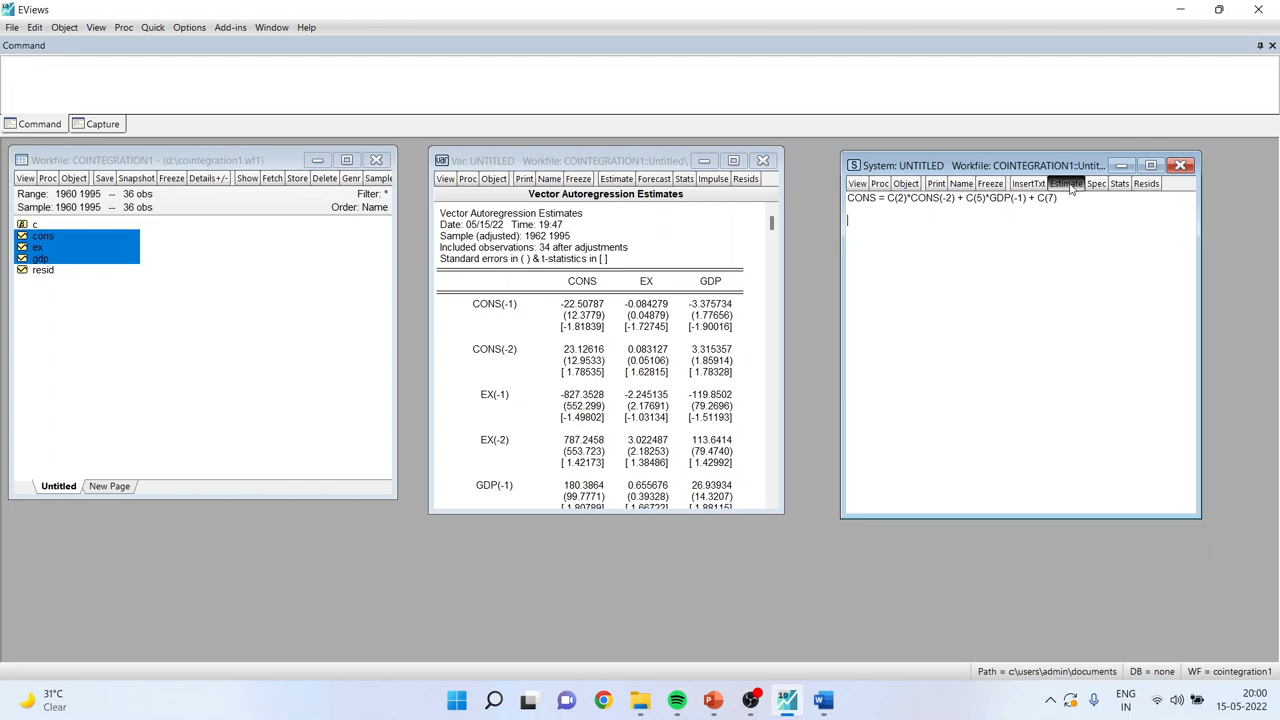 EViews
File Edit Object View Proc Quick Options Add-ins Window Help
Command
Command Capture
Workfile: COINTEGRATION1 - (d:\cointegration1.wf1)
View Proc Object Save Snapshot Freeze Details+/- Show Fetch Store Delete Genr Sample
Range: 1960 1995 -- 36 obs Filter: *
Sample: 1960 1995 -- 36 obs Order: Name
c
cons
ex
gdp
resid
Untitled New Page
Var: UNTITLED Workfile: COINTEGRATION1::Untitled\
View Proc Object Print Name Freeze Estimate Forecast Stats Impulse Resids
Vector Autoregression Estimates
Vector Autoregression Estimates
Date: 05/15/22 Time: 19:47
Sample (adjusted): 1962 1995
Included observations: 34 after adjustments
Standard errors in ( ) & t-statistics in [ ]
CONS EX GDP
CONS(-1) -22.50787 -0.084279 -3.375734
(12.3779) (0.04879) (1.77656)
[-1.81839] [-1.72745] [-1.90016]
CONS(-2) 23.12616 0.083127 3.315357
(12.9533) (0.05106) (1.85914)
[ 1.78535] [ 1.62815] [ 1.78328]
EX(-1) -827.3528 -2.245135 -119.8502
(552.299) (2.17691) (79.2696)
[-1.49802] [-1.03134] [-1.51193]
EX(-2) 787.2458 3.022487 113.6414
(553.723) (2.18253) (79.4740)
[ 1.42173] [ 1.38486] [ 1.42992]
GDP(-1) 180.3864 0.655676 26.93934
(99.7771) (0.39328) (14.3207)
[ 1.80789] [ 1.66722] [ 1.88115]
System: UNTITLED Workfile: COINTEGRATION1::Untit...
View Proc Object Print Name Freeze InsertTxt Estimate Spec Stats Resids
CONS = C(2)*CONS(-2) + C(5)*GDP(-1) + C(7)
Path = c:\users\admin\documents DB = none WF = cointegration1
31°C
Clear
ENG
IN
20:00
15-05-2022